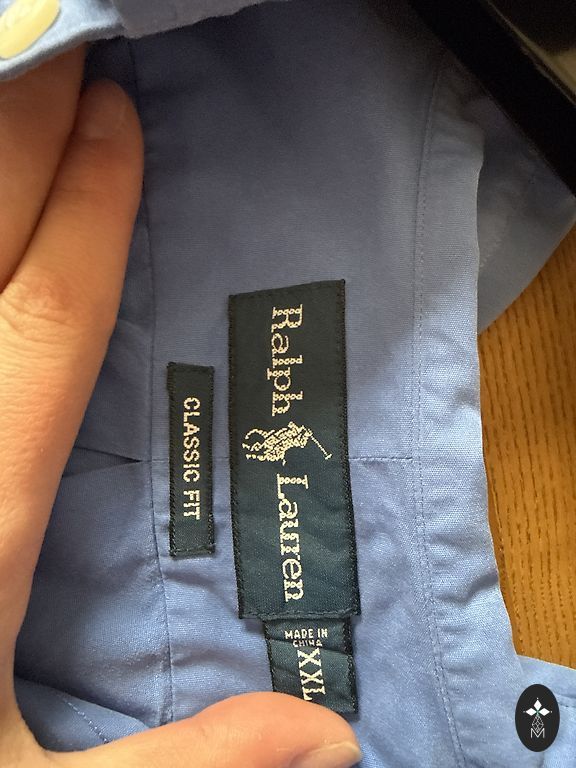 Ralph Lauren
CLASSIC FIT
MADE IN
CHINA
XXL